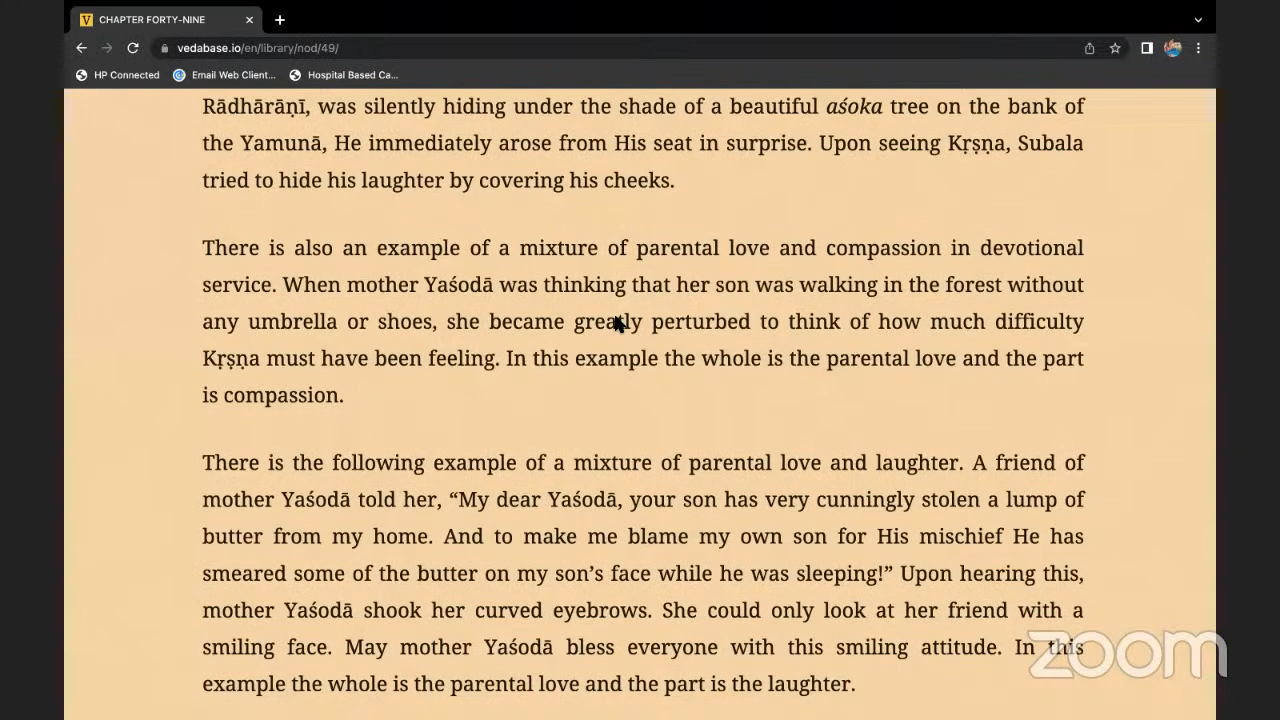 CHAPTER FORTY-NINE
vedabase.io/en/library/nod/49/
HP Connected
Email Web Client...
Hospital Based Ca...
Rādhārāṇī, was silently hiding under the shade of a beautiful aśoka tree on the bank of
the Yamunā, He immediately arose from His seat in surprise. Upon seeing Kṛṣṇa, Subala
tried to hide his laughter by covering his cheeks.
There is also an example of a mixture of parental love and compassion in devotional
service. When mother Yaśodā was thinking that her son was walking in the forest without
any umbrella or shoes, she became greatly perturbed to think of how much difficulty
Kṛṣṇa must have been feeling. In this example the whole is the parental love and the part
is compassion.
There is the following example of a mixture of parental love and laughter. A friend of
mother Yaśodā told her, “My dear Yaśodā, your son has very cunningly stolen a lump of
butter from my home. And to make me blame my own son for His mischief He has
smeared some of the butter on my son’s face while he was sleeping!” Upon hearing this,
mother Yaśodā shook her curved eyebrows. She could only look at her friend with a
smiling face. May mother Yaśodā bless everyone with this smiling attitude. In this
example the whole is the parental love and the part is the laughter.
zoom